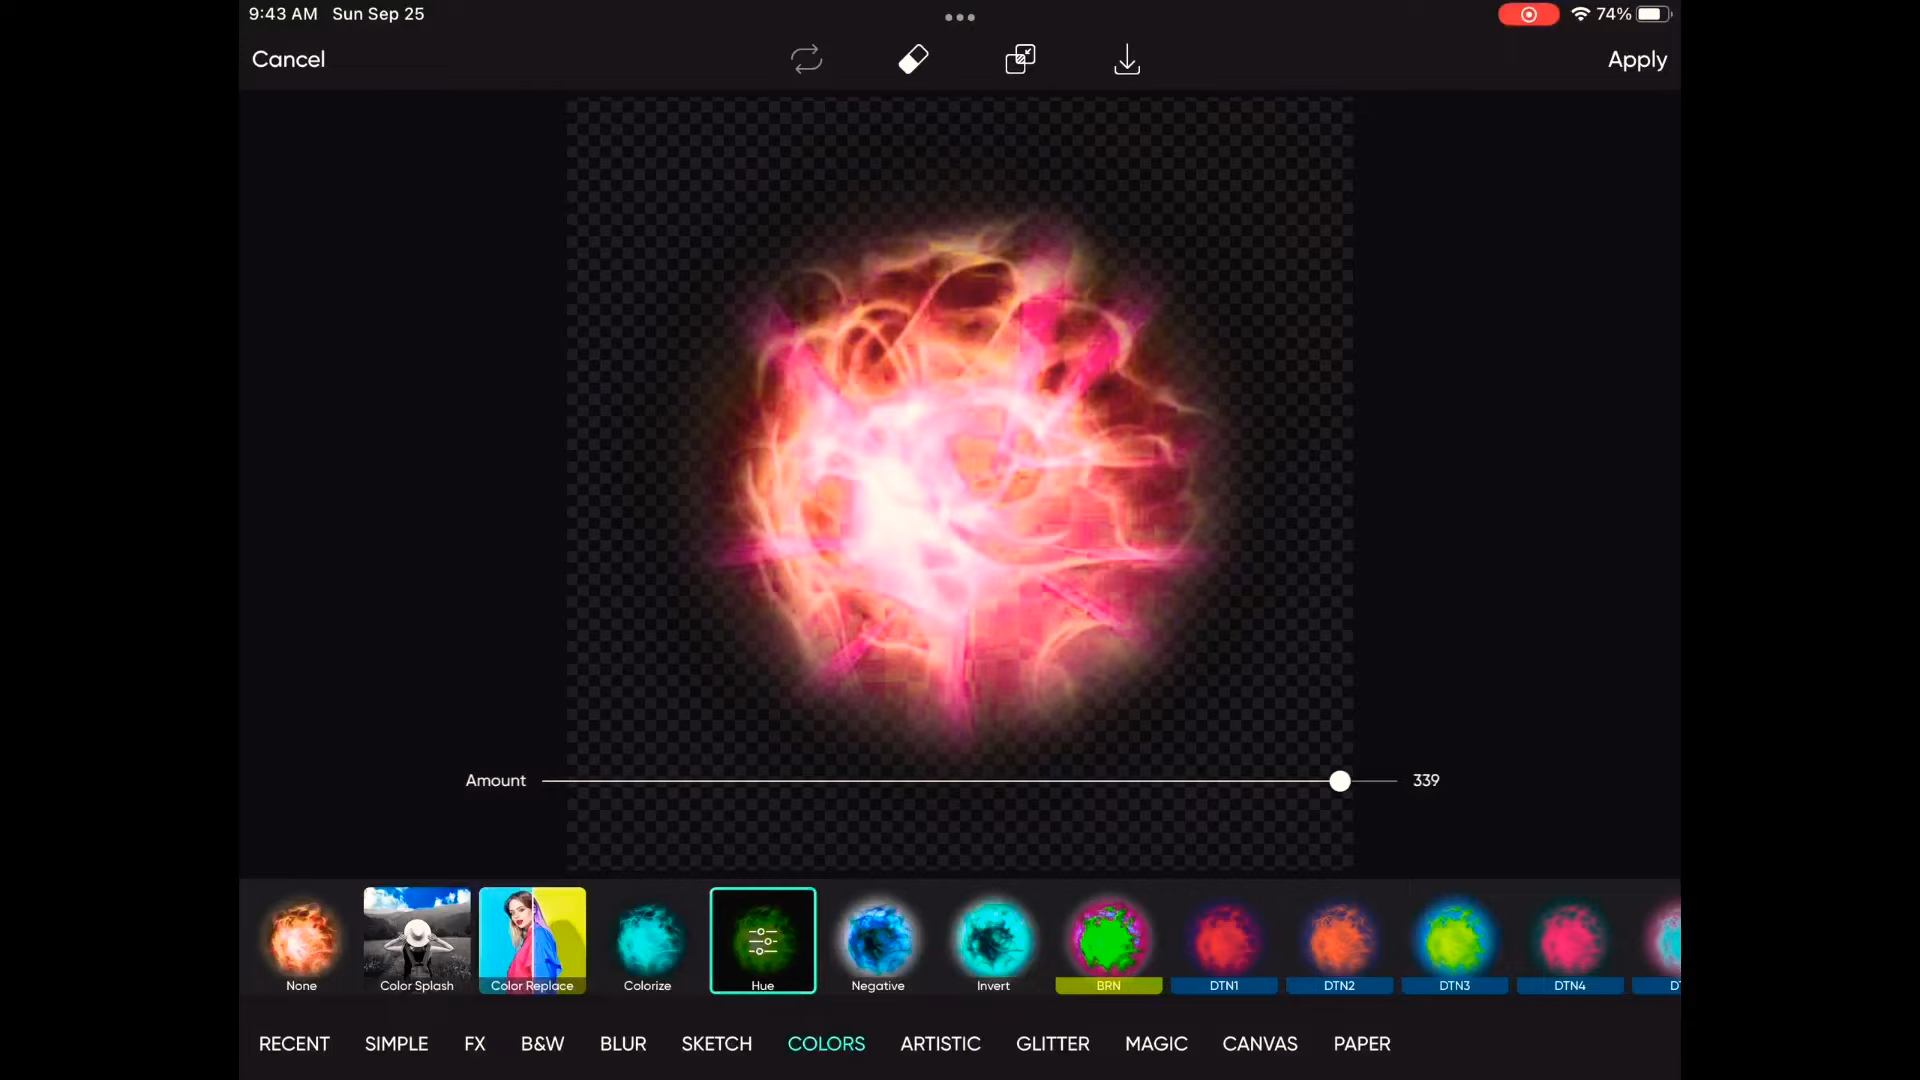 9:43 AM Sun Sep 25
74%
Cancel
Apply
Amount
339
None
Color Splash
Color Replace
Colorize
Hue
Negative
Invert
BRN
DTN1
DTN2
DTN3
DTN4
RECENT SIMPLE FX B&W BLUR SKETCH COLORS ARTISTIC GLITTER MAGIC CANVAS PAPER